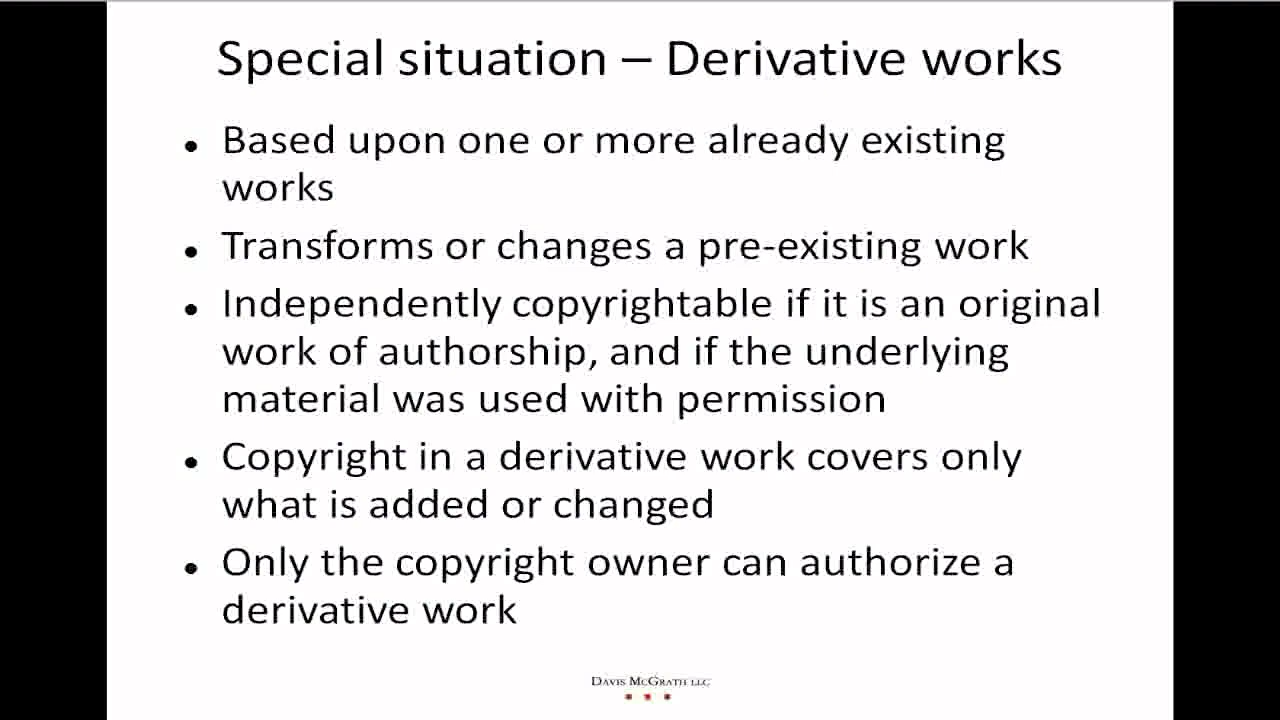 Special situation – Derivative works
• Based upon one or more already existing
works
• Transforms or changes a pre-existing work
• Independently copyrightable if it is an original
work of authorship, and if the underlying
material was used with permission
• Copyright in a derivative work covers only
what is added or changed
• Only the copyright owner can authorize a
derivative work
DAVIS MCGRATH LLC